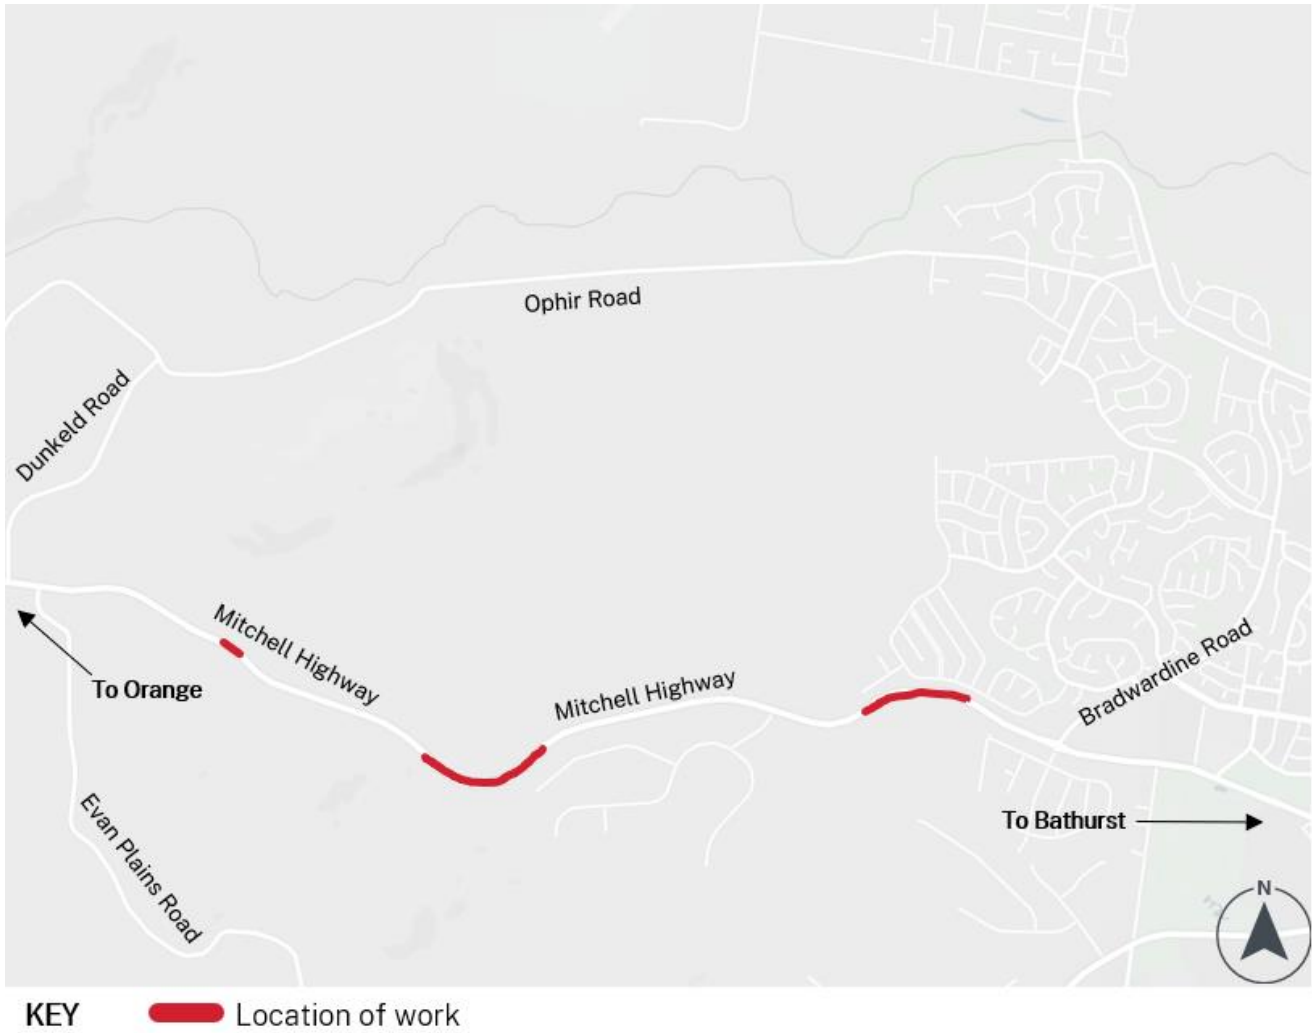 Ophir Road
Dunkeld Road
Mitchell Highway
To Orange
Mitchell Highway
Bradwardine Road
Evan Plains Road
To Bathurst
N
KEY
Location of work